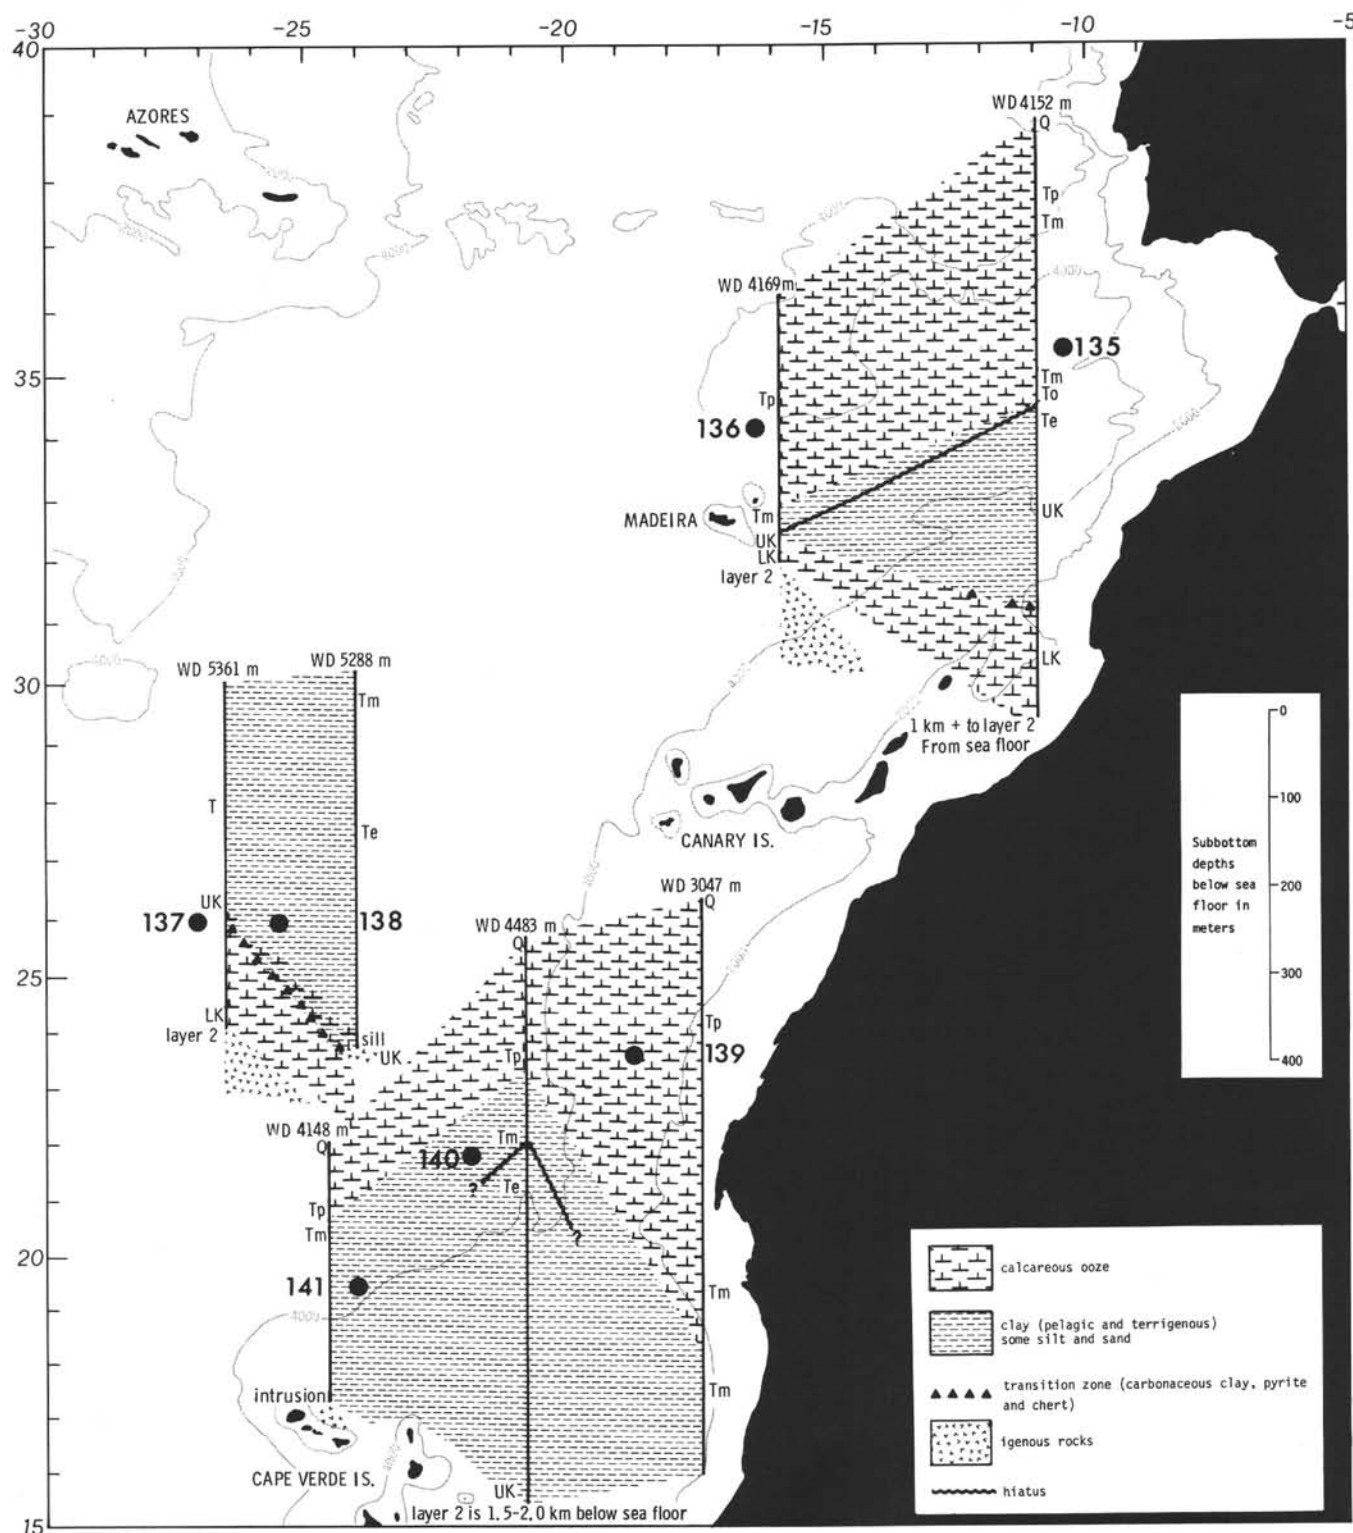 -30
-25
-20
-15
-10
-5
40
35
30
25
20
15
AZORES
WD 4152 m
Q
Tp
Tm
4000
WD 4169 m
135
Tm
To
Te
Tp
136
2000
UK
MADEIRA
Tm
UK
LK
layer 2
LK
1 km + to layer 2
From sea floor
WD 5361 m
WD 5288 m
Tm
T
Te
UK
137
138
LK
layer 2
sill
UK
CANARY IS.
WD 3047 m
Q
WD 4483 m
Q
Tp
Tp
139
WD 4148 m
Q
Tm
140
?
Te
?
Tp
Tm
141
4000
Tm
Tm
intrusion
CAPE VERDE IS.
UK
layer 2 is 1.5-2.0 km below sea floor
0
100
200
300
400
Subbottom
depths
below sea
floor in
meters
calcareous ooze
clay (pelagic and terrigenous)
some silt and sand
transition zone (carbonaceous clay, pyrite
and chert)
igenous rocks
hiatus